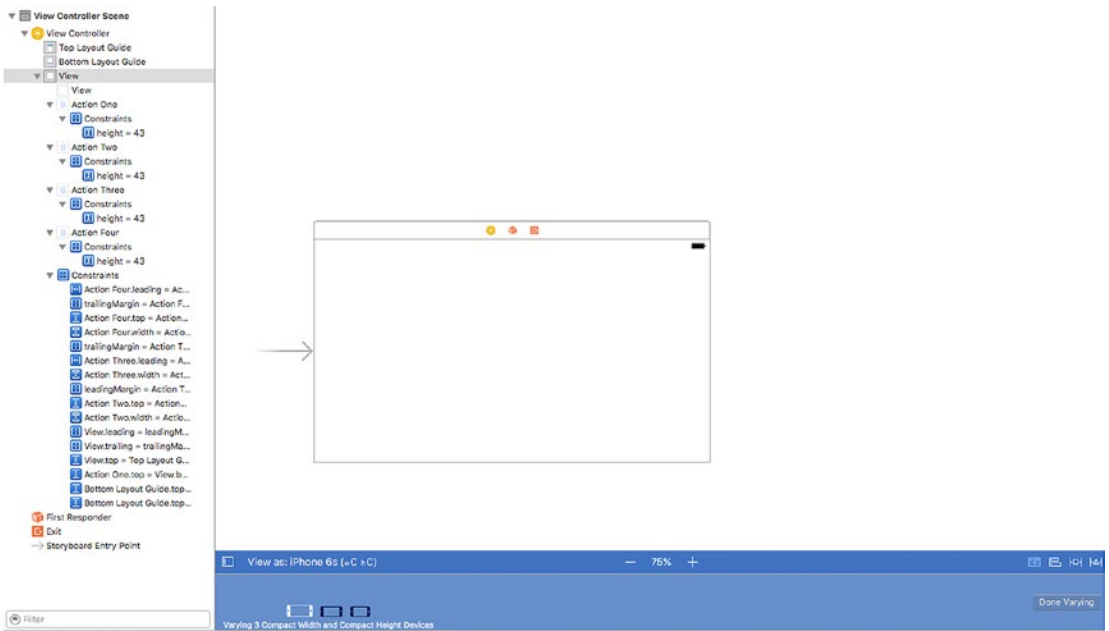 View Controller Scene
View Controller
Top Layout Guide
Bottom Layout Guide
View
View
Action One
Constraints
height = 43
Action Two
Constraints
height = 43
Action Three
Constraints
height = 43
Action Four
Constraints
height = 43
Constraints
Action Four.leading = Ac...
trailingMargin = Action F...
Action Four.top = Action...
Action Four.width = Actio...
trailingMargin = Action T...
Action Three.leading = A...
Action Three.width = Act...
leadingMargin = Action T...
Action Two.top = Action...
Action Two.width = Actio...
View.leading = leadingM...
View.trailing = trailingMa...
View.top = Top Layout G...
Action One.top = View.b...
Bottom Layout Guide.top...
Bottom Layout Guide.top...
First Responder
Exit
Storyboard Entry Point
Filter
View as: iPhone 6s (wC hC)
75%
Done Varying
Varying 3 Compact Width and Compact Height Devices